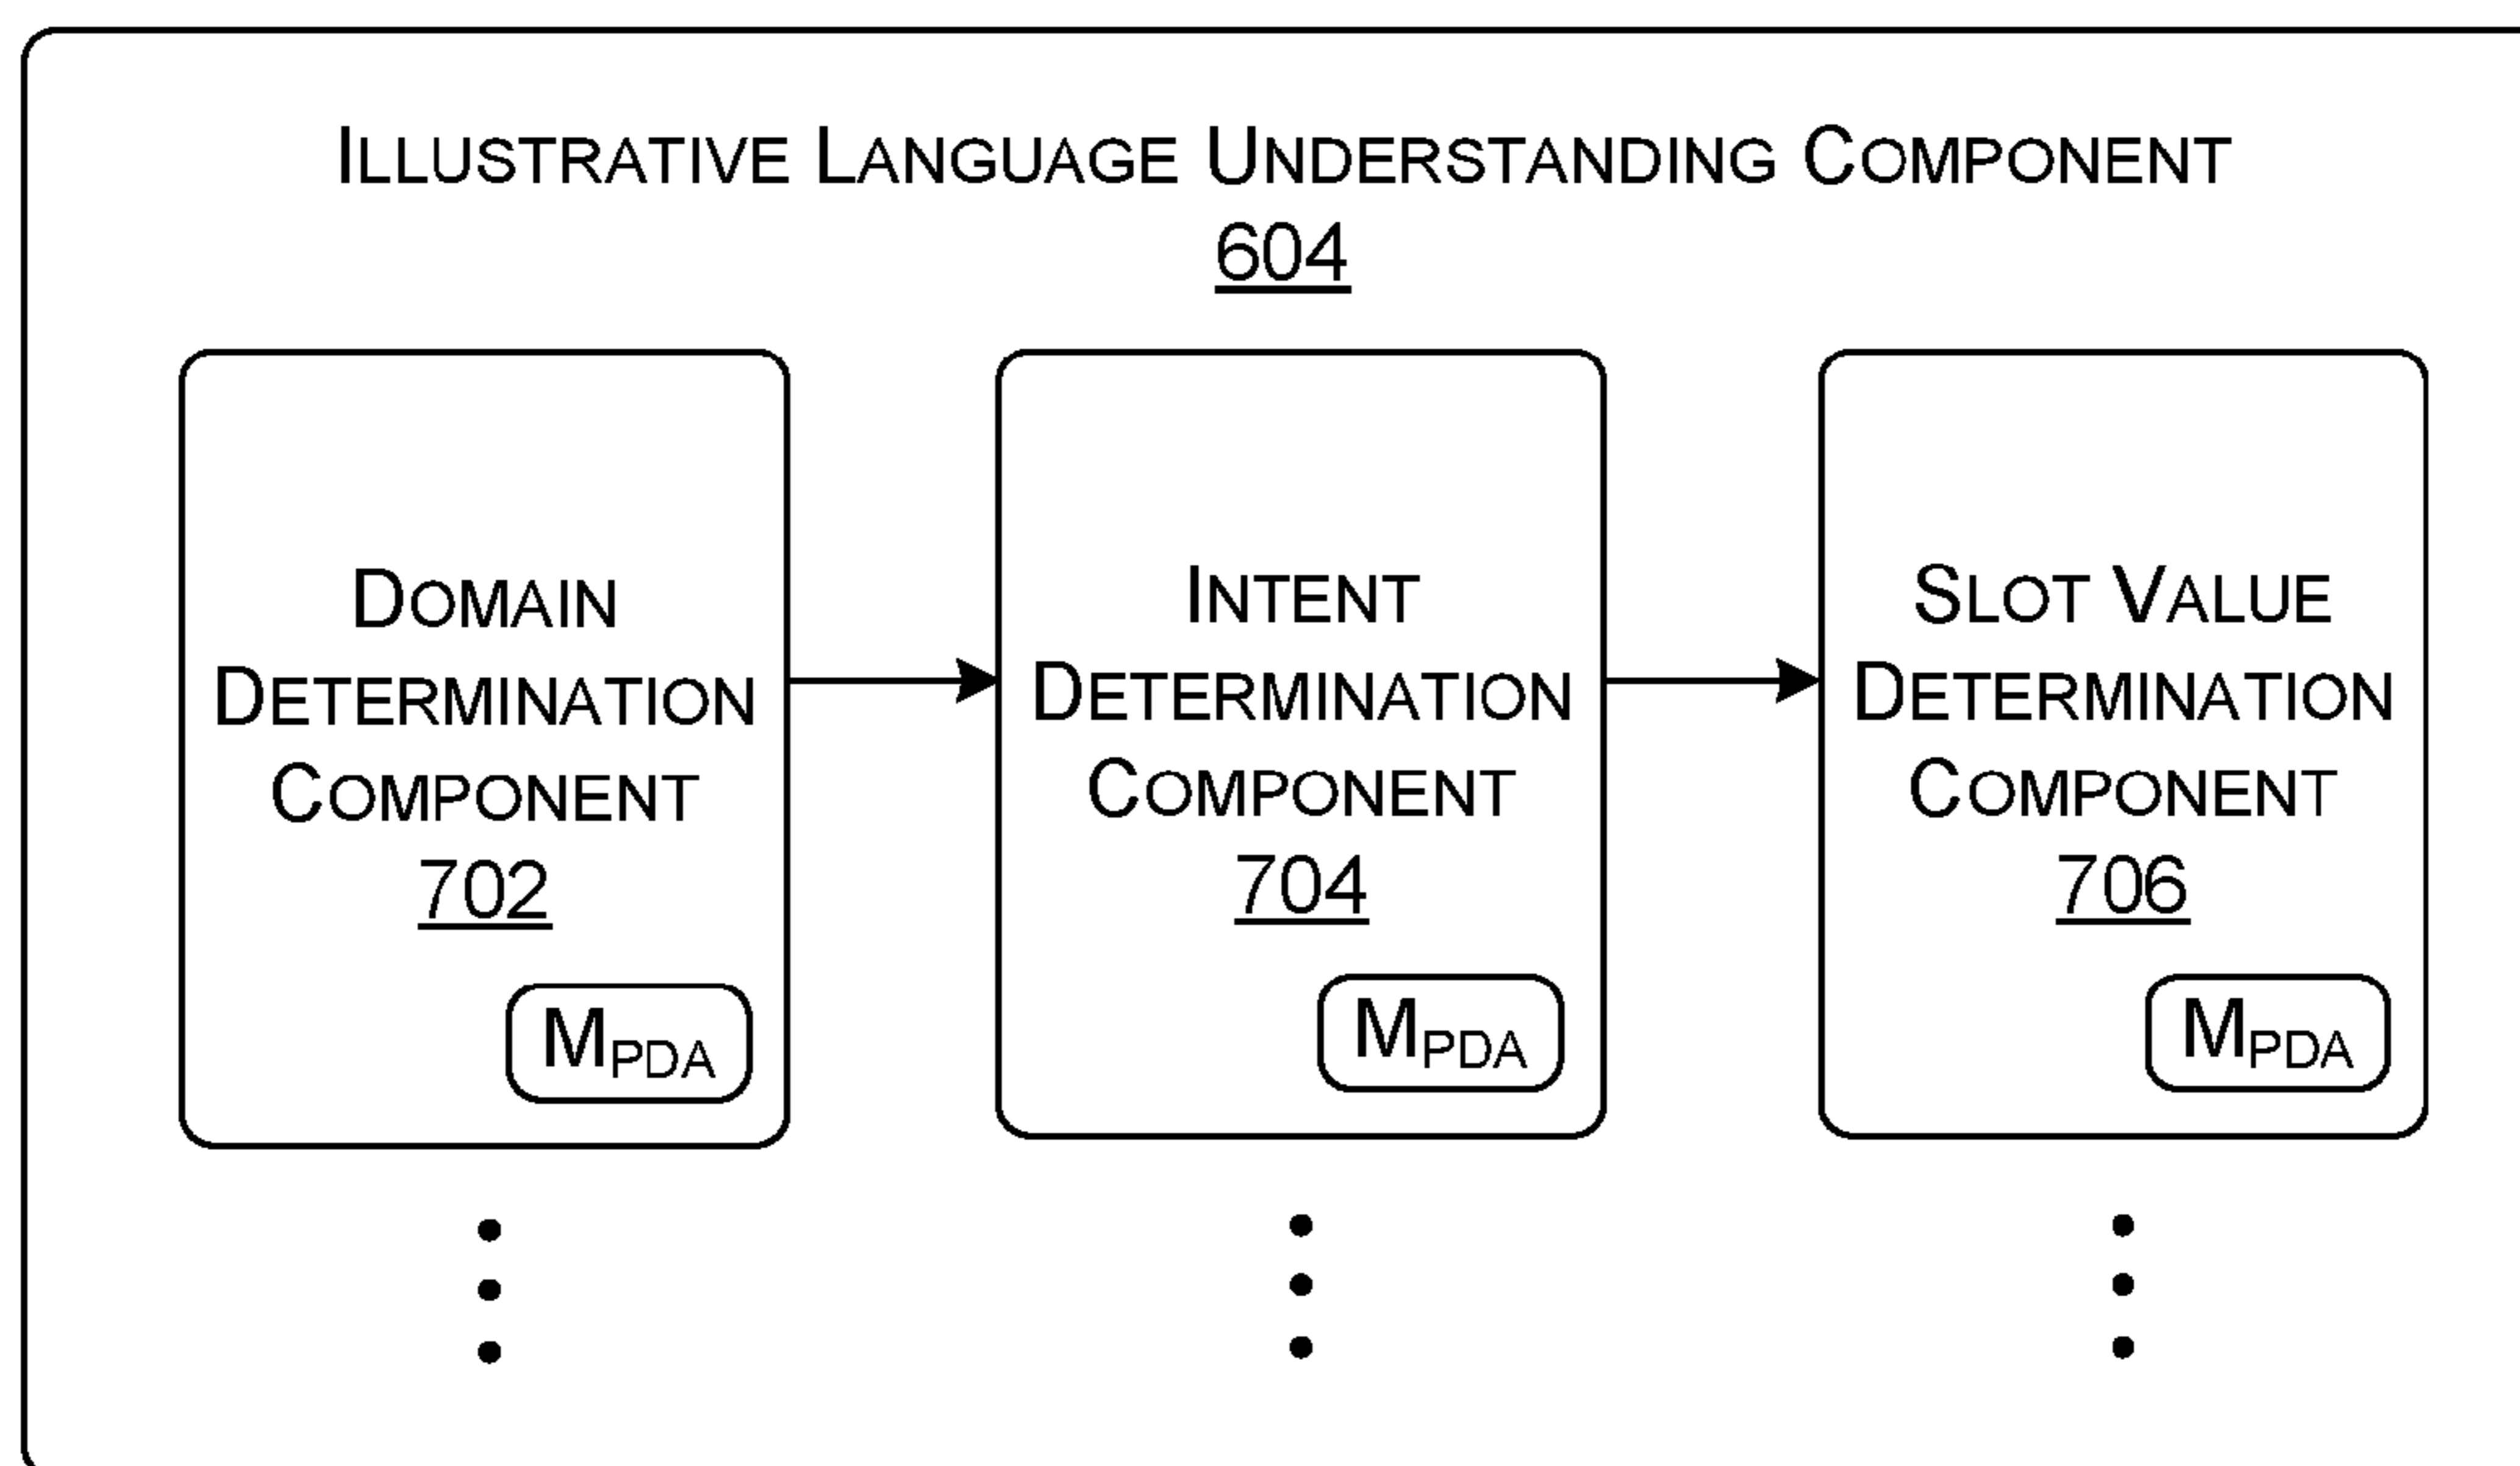 ILLUSTRATIVE LANGUAGE UNDERSTANDING COMPONENT
604
DOMAIN
DETERMINATION
COMPONENT
702
MPDA
INTENT
DETERMINATION
COMPONENT
704
MPDA
SLOT VALUE
DETERMINATION
COMPONENT
706
MPDA